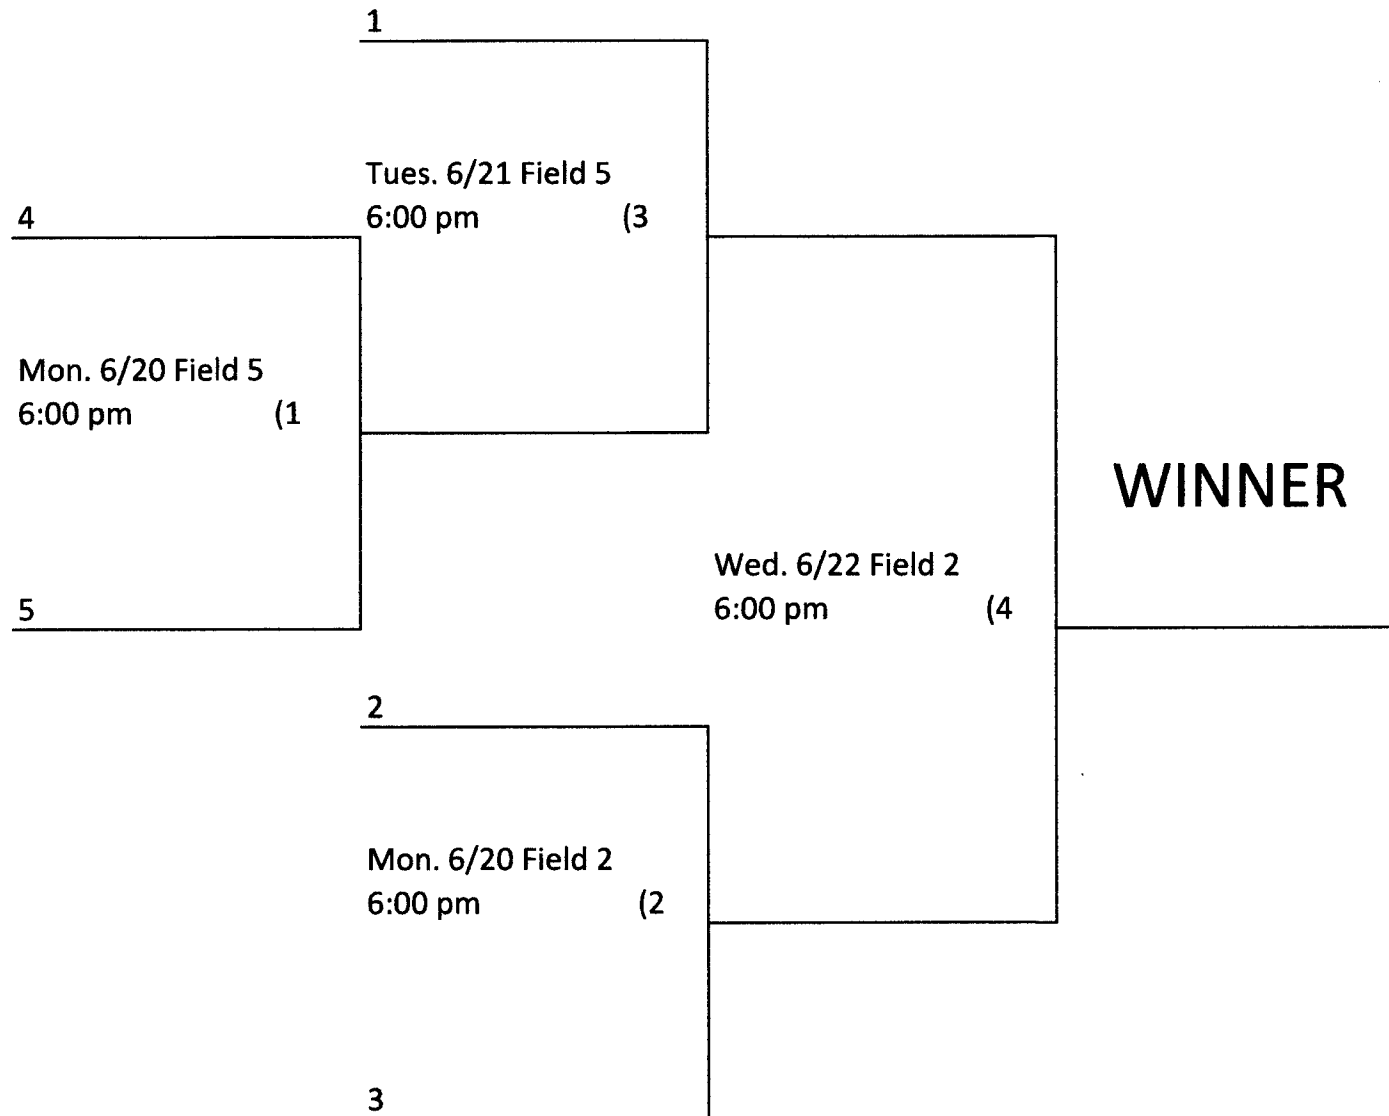 1
Tues. 6/21 Field 5
6:00 pm (3
4
Mon. 6/20 Field 5
6:00 pm (1
5
WINNER
Wed. 6/22 Field 2
6:00 pm (4
2
Mon. 6/20 Field 2
6:00 pm (2
3